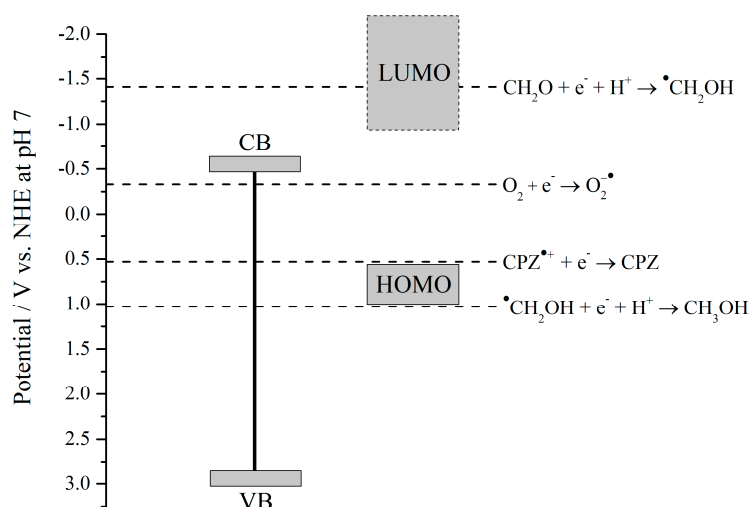 Potential / V vs. NHE at pH 7
-2.0
-1.5
-1.0
-0.5
0.0
0.5
1.0
1.5
2.0
2.5
3.0
CB
VB
LUMO
HOMO
CH₂O + e⁻ + H⁺ → •CH₂OH
O₂ + e⁻ → O₂⁻•
CPZ•⁺ + e⁻ → CPZ
•CH₂OH + e⁻ + H⁺ → CH₃OH